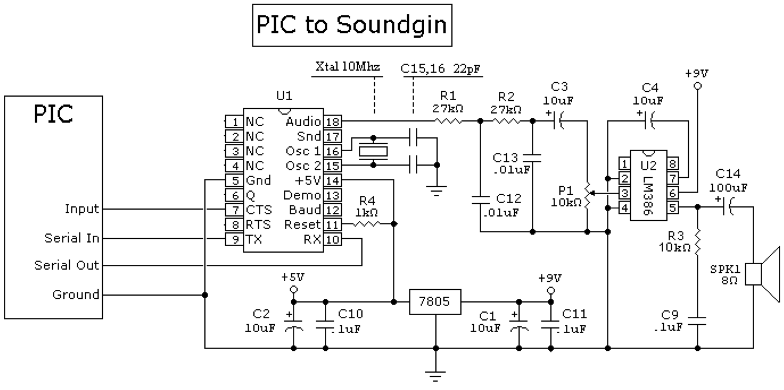 PIC to Soundgin
Xtal 10Mhz
C15,16 22pF
PIC
Input
Serial In
Serial Out
Ground
U1
1 NC Audio 18
2 NC Snd 17
3 NC Osc 1 16
4 NC Osc 2 15
5 Gnd +5V 14
6 Q Demo 13
7 CTS Baud 12
8 RTS Reset 11
9 TX RX 10
R1
27kΩ
R2
27kΩ
C3
10uF
+
C4
10uF
+
+9V
C13
.01uF
C12
.01uF
P1
10kΩ
R4
1kΩ
U2
LM386
1 8
2 7
3 6
4 5
C14
100uF
+
R3
10kΩ
SPK1
8Ω
C9
.1uF
+5V
+
C2
10uF
C10
.1uF
7805
+9V
+
C1
10uF
C11
.1uF